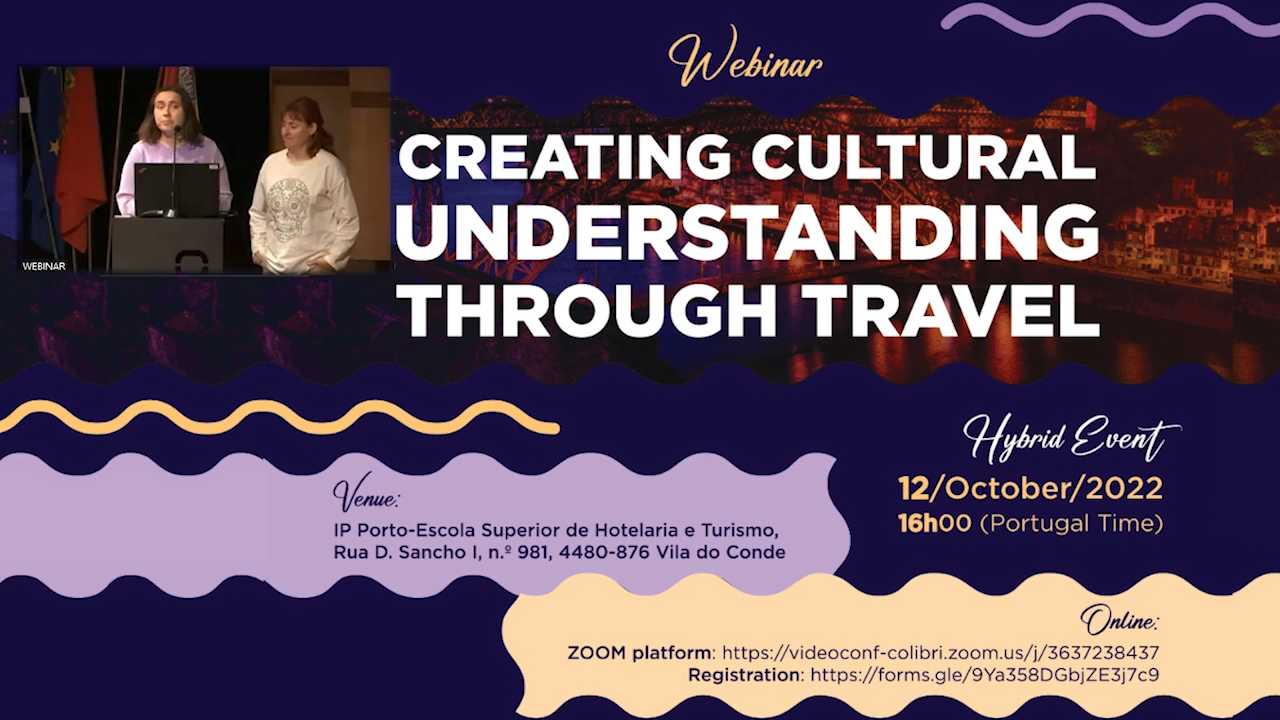 Webinar
CREATING CULTURAL
UNDERSTANDING
THROUGH TRAVEL
WEBINAR
Hybrid Event
12/October/2022
16h00 (Portugal Time)
Venue:
IP Porto-Escola Superior de Hotelaria e Turismo,
Rua D. Sancho I, n.º 981, 4480-876 Vila do Conde
Online:
ZOOM platform: https://videoconf-colibri.zoom.us/j/3637238437
Registration: https://forms.gle/9Ya358DGbjZE3j7c9